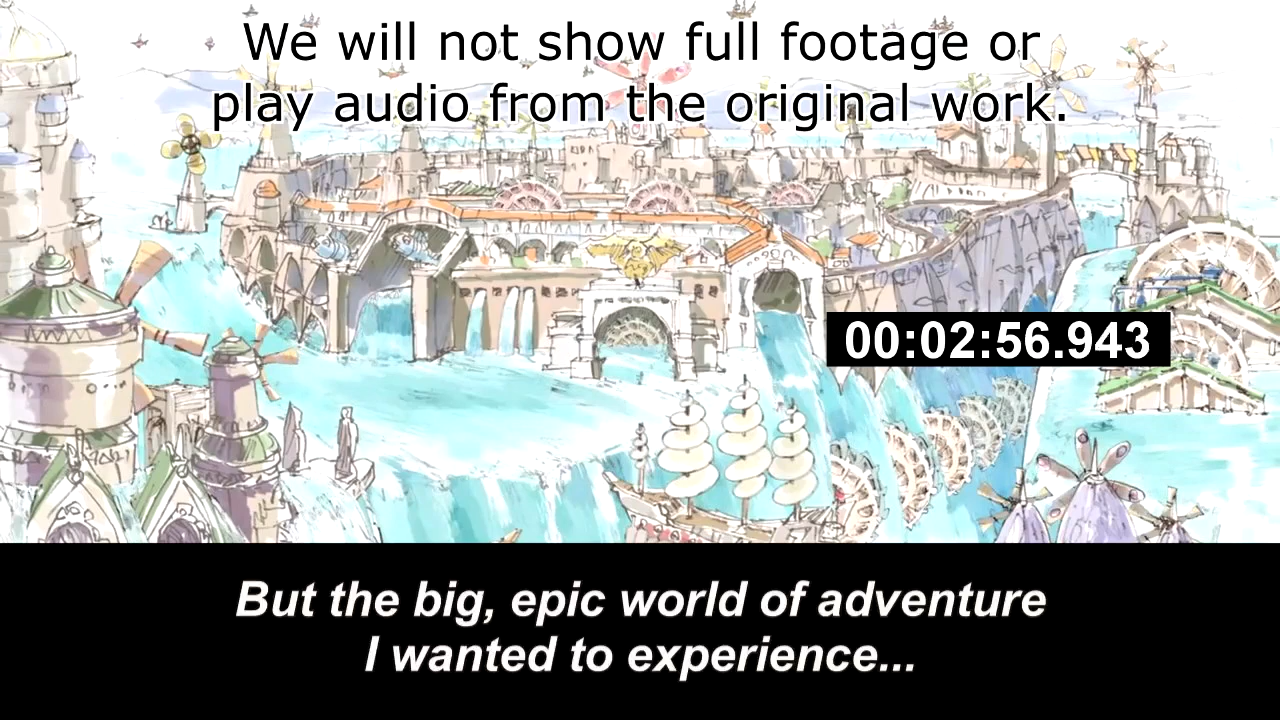 We will not show full footage or
play audio from the original work.
00:02:56.943
But the big, epic world of adventure
I wanted to experience...